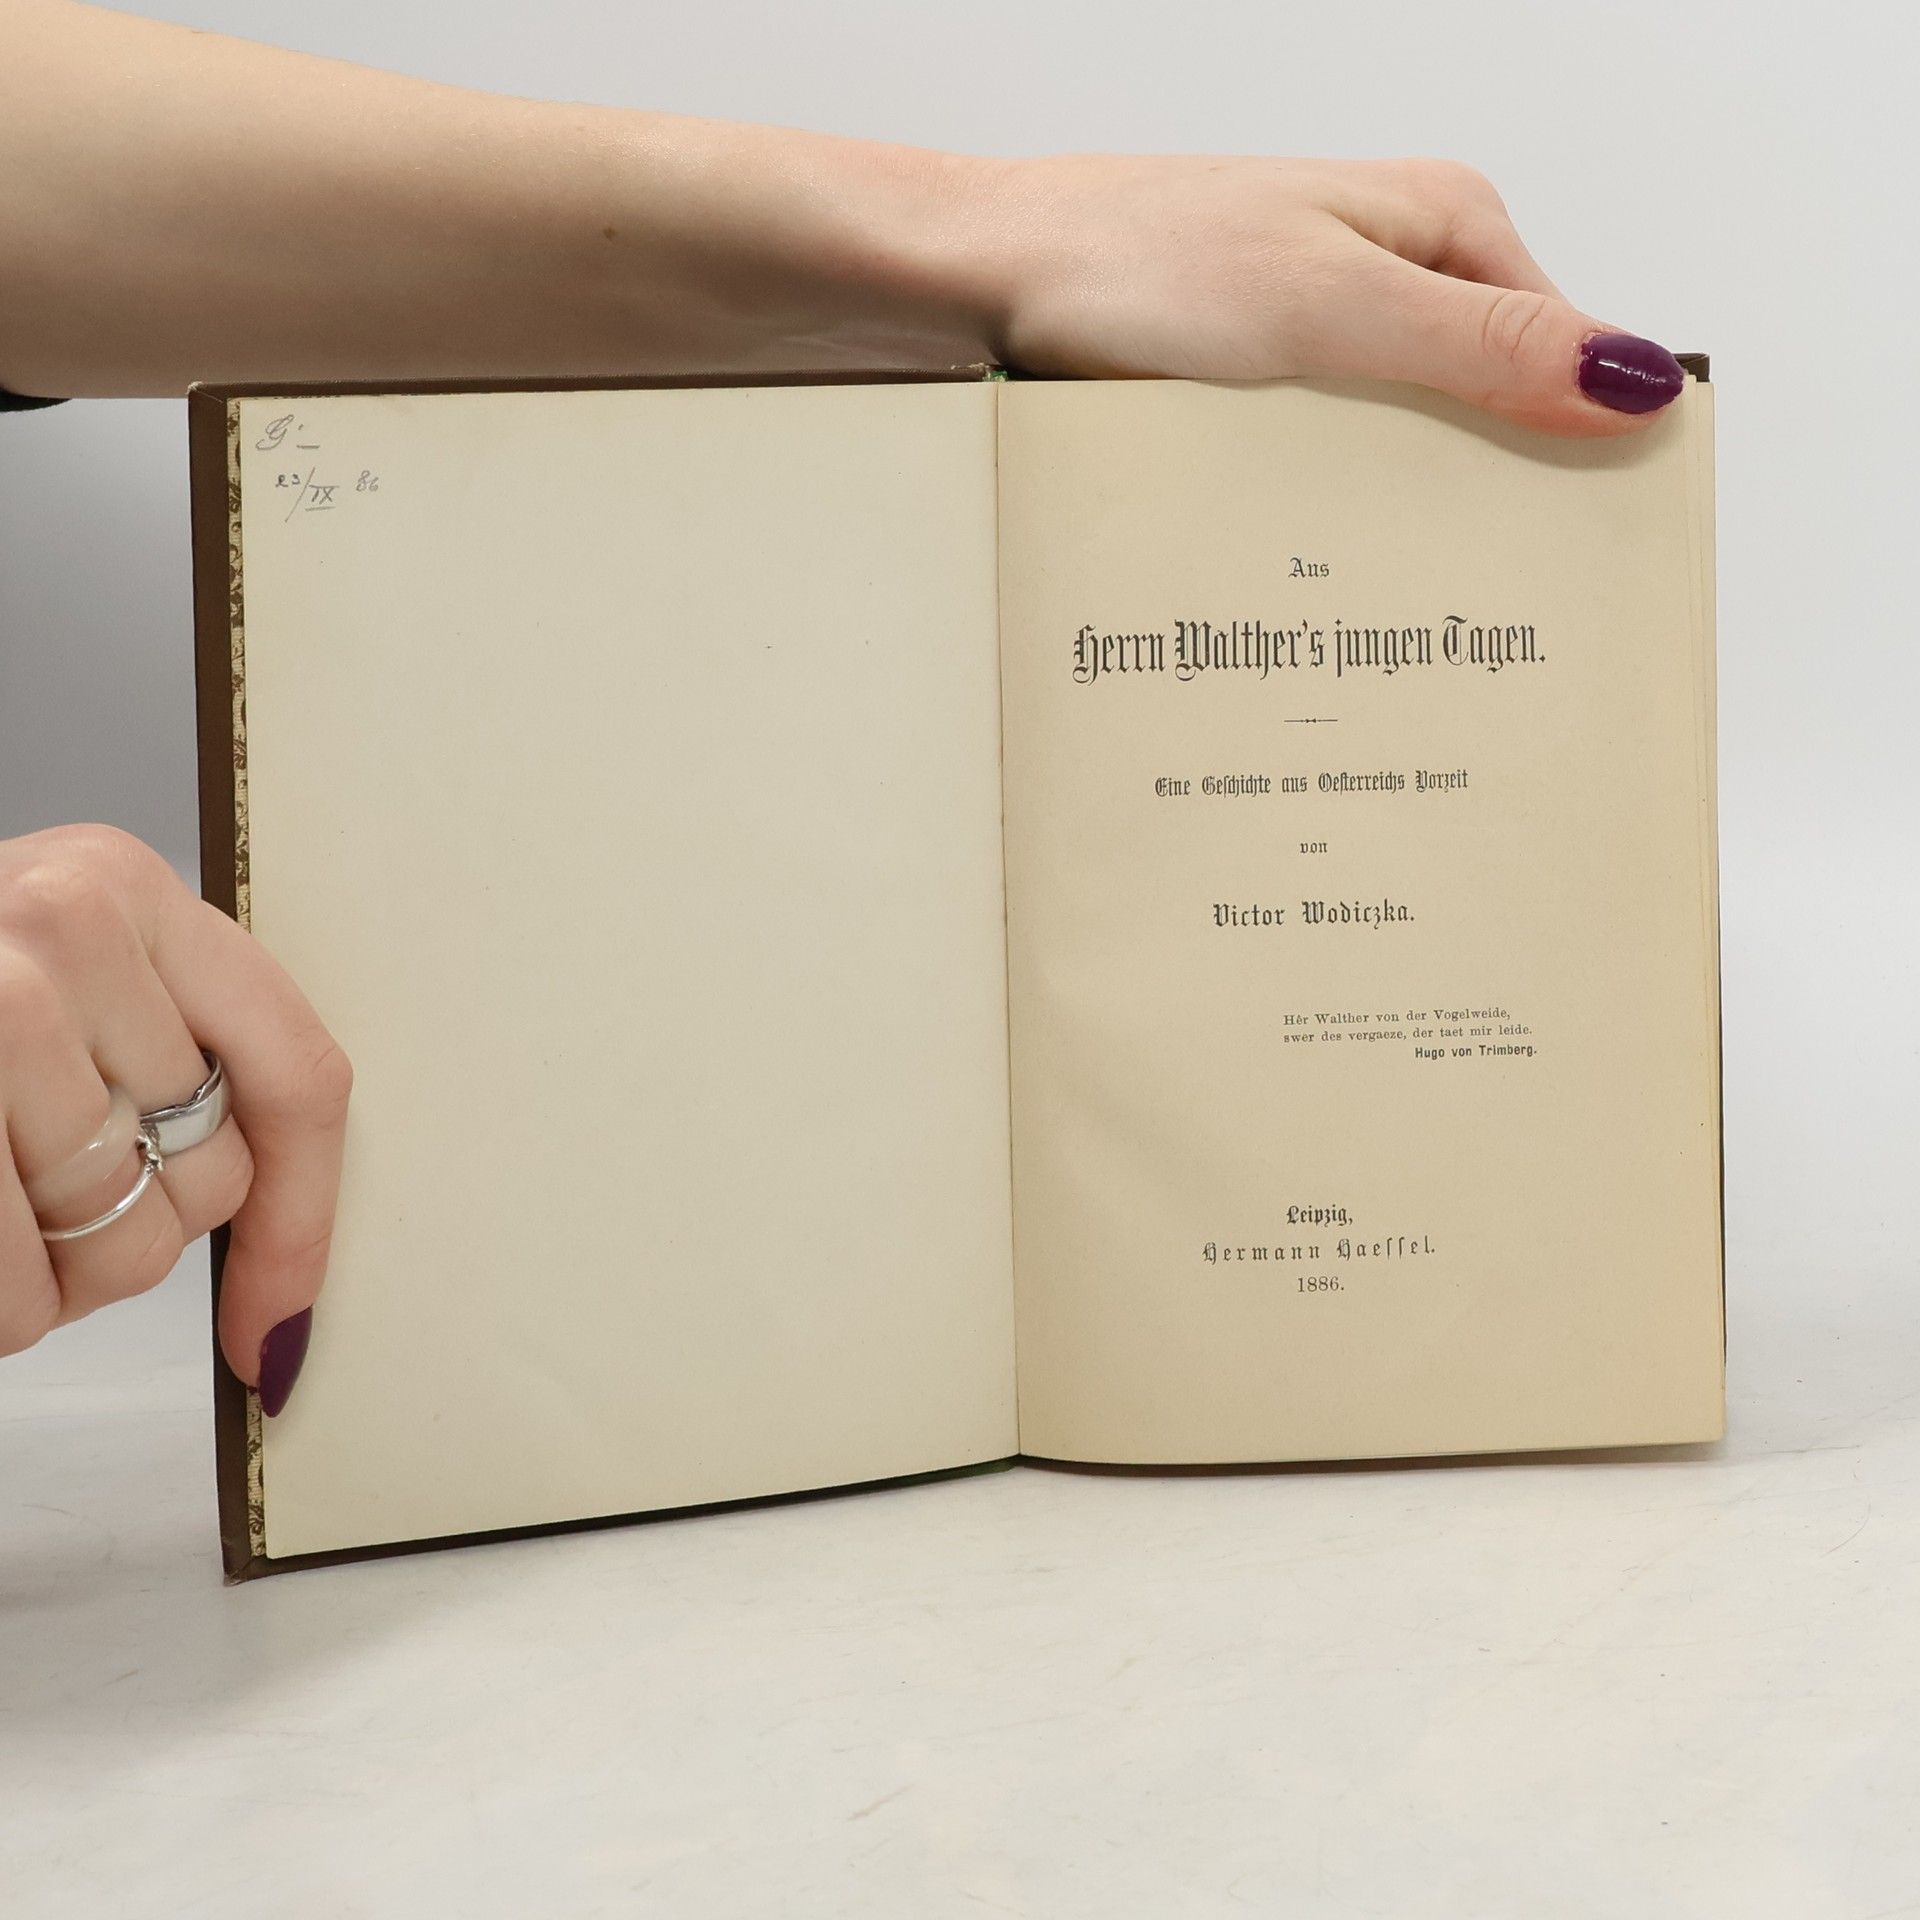 G. —
23/IX 86
Aus
Herrn Walther's jungen Tagen.
Eine Geſchichte aus Oeſterreichs Vorzeit
von
Victor Wodiczka.
Hêr Walther von der Vogelweide,
swer des vergaeze, der taet mir leide.
Hugo von Trimberg.
Leipzig,
Hermann Haeſſel.
1886.